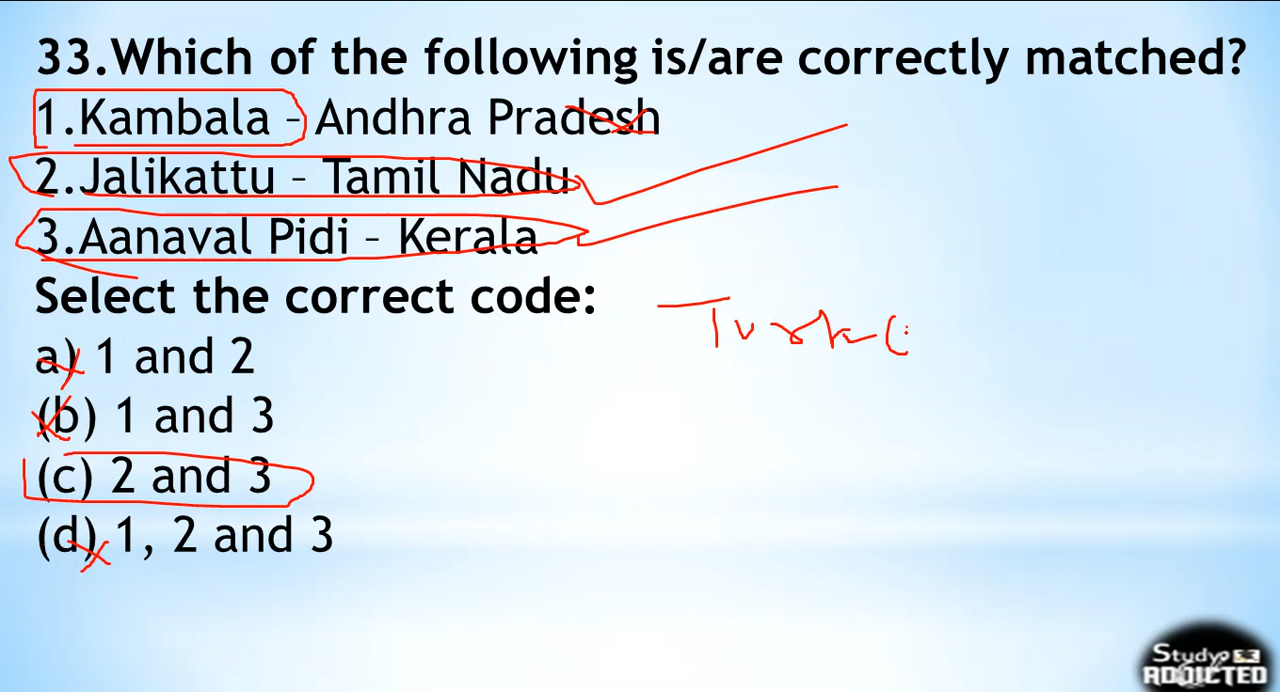 33.Which of the following is/are correctly matched?
1.Kambala – Andhra Pradesh
2.Jalikattu – Tamil Nadu
3.Aanaval Pidi – Kerala
Select the correct code:
a) 1 and 2
(b) 1 and 3
(c) 2 and 3
(d) 1, 2 and 3
Study
ADDICTED